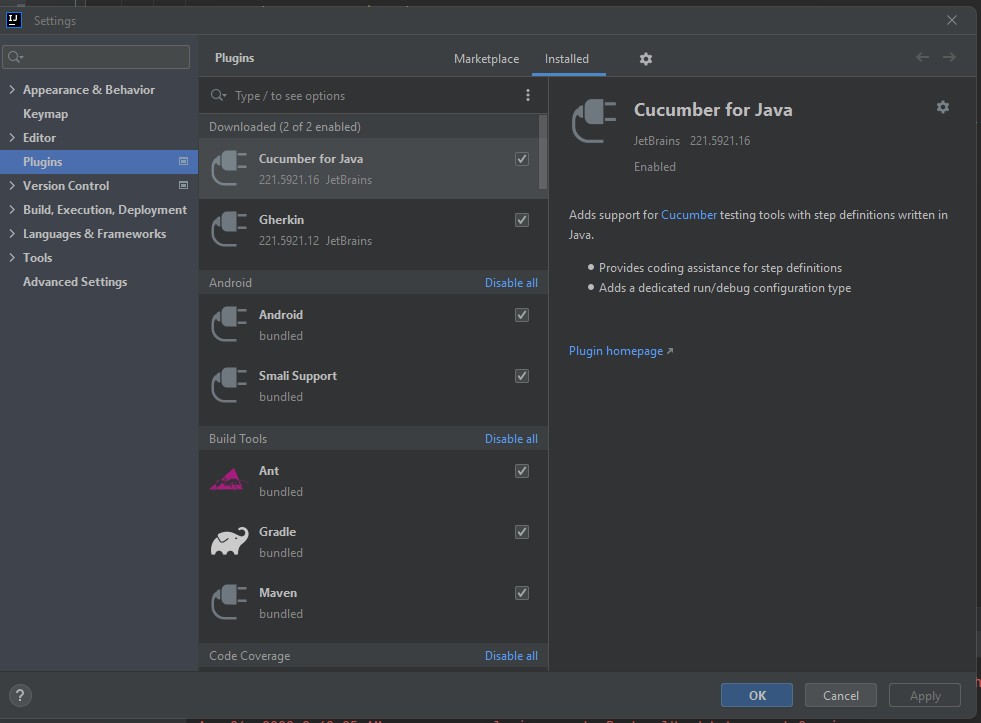 IJ
Settings
Appearance & Behavior
Keymap
Editor
Plugins
Version Control
Build, Execution, Deployment
Languages & Frameworks
Tools
Advanced Settings
Plugins
Marketplace
Installed
Type / to see options
Downloaded (2 of 2 enabled)
Cucumber for Java
221.5921.16 JetBrains
Gherkin
221.5921.12 JetBrains
Android Disable all
Android
bundled
Smali Support
bundled
Build Tools Disable all
Ant
bundled
Gradle
bundled
Maven
bundled
Code Coverage Disable all
Cucumber for Java
JetBrains 221.5921.16
Enabled
Adds support for Cucumber testing tools with step definitions written in
Java.
Provides coding assistance for step definitions
Adds a dedicated run/debug configuration type
Plugin homepage
?
OK
Cancel
Apply